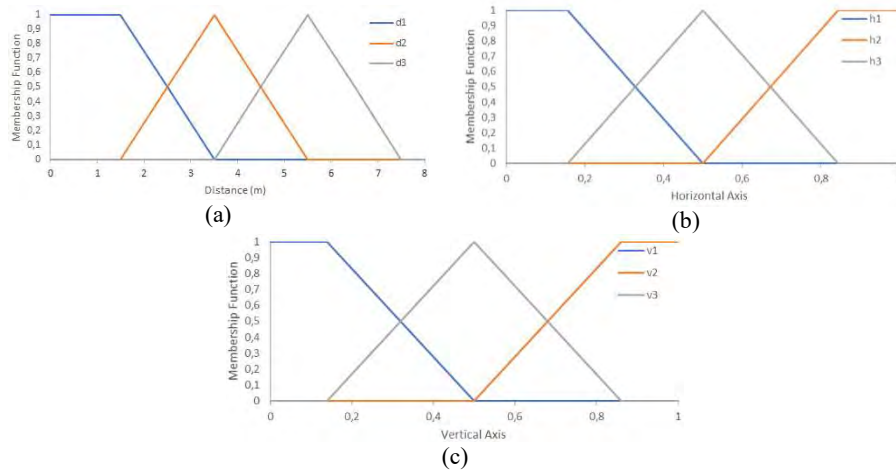 1
0,9
0,8
0,7
0,6
0,5
0,4
0,3
0,2
0,1
0
Membership Function
0 1 2 3 4 5 6 7 8
Distance (m)
d1
d2
d3
(a)
1
0,9
0,8
0,7
0,6
0,5
0,4
0,3
0,2
0,1
0
Membership Function
0 0,2 0,4 0,6 0,8
Horizontal Axis
h1
h2
h3
(b)
1
0,9
0,8
0,7
0,6
0,5
0,4
0,3
0,2
0,1
0
Membership Function
0 0,2 0,4 0,6 0,8 1
Vertical Axis
v1
v2
v3
(c)